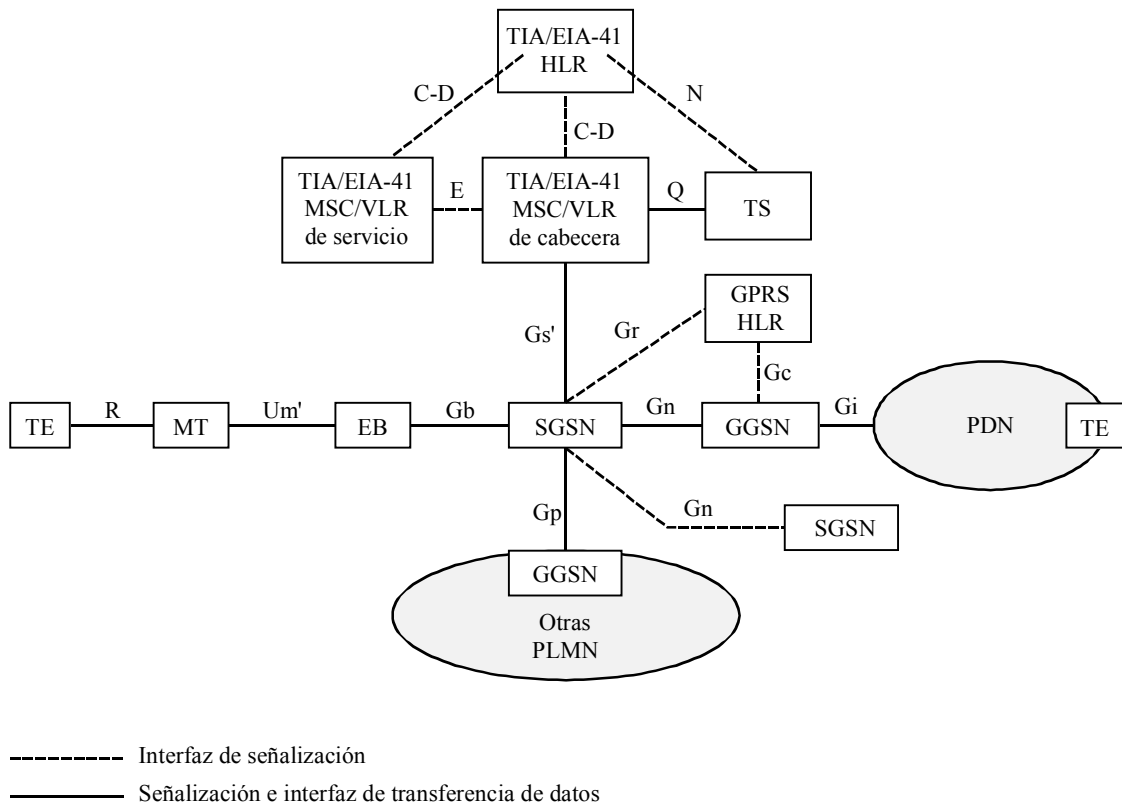 TIA/EIA-41
HLR
C-D
N
C-D
TIA/EIA-41
MSC/VLR
de servicio
E
TIA/EIA-41
MSC/VLR
de cabecera
Q
TS
GPRS
HLR
Gs'
Gr
Gc
TE
R
MT
Um'
EB
Gb
SGSN
Gn
GGSN
Gi
PDN
TE
Gp
Gn
SGSN
GGSN
Otras
PLMN
Interfaz de señalización
Señalización e interfaz de transferencia de datos